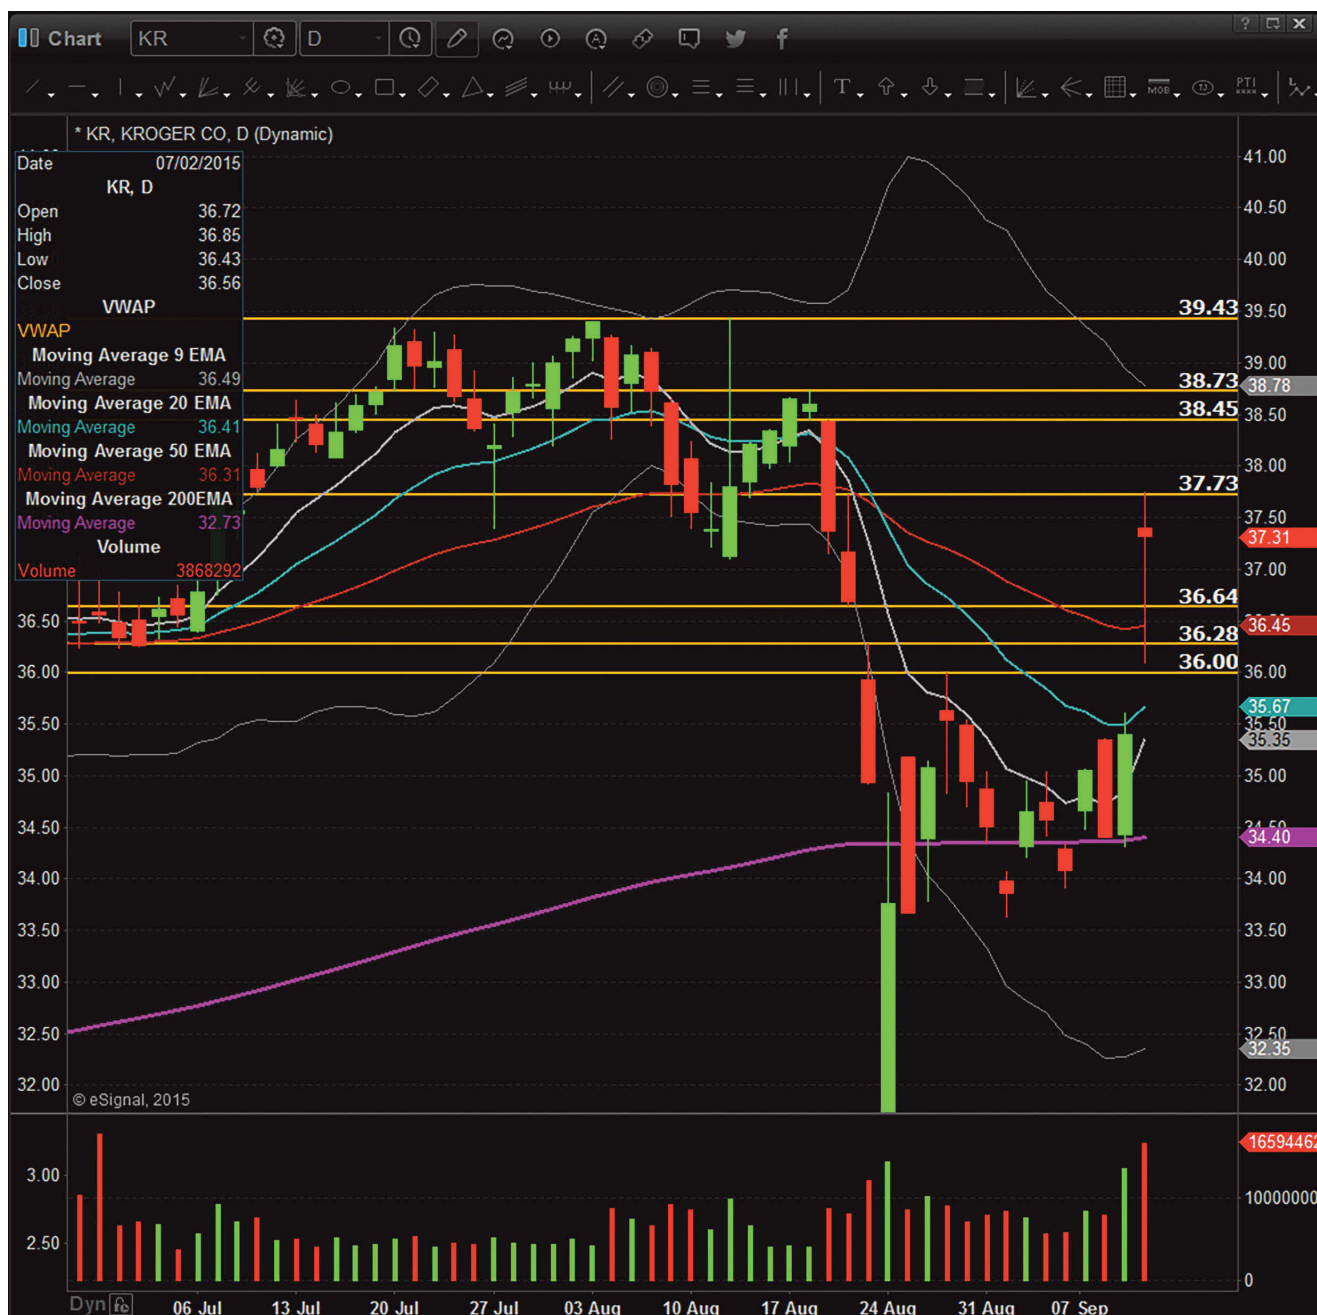 Chart KR D
T MOB TJ PTI
* KR, KROGER CO, D (Dynamic)
Date 07/02/2015
KR, D
Open 36.72
High 36.85
Low 36.43
Close 36.56
VWAP
VWAP
Moving Average 9 EMA
Moving Average 36.49
Moving Average 20 EMA
Moving Average 36.41
Moving Average 50 EMA
Moving Average 36.31
Moving Average 200EMA
Moving Average 32.73
Volume
Volume 3868292
36.50
36.00
35.50
35.00
34.50
34.00
33.50
33.00
32.50
32.00
39.43
38.73
38.45
37.73
36.64
36.28
36.00
41.00
40.50
40.00
39.50
39.00
38.78
38.50
38.00
37.50
37.31
37.00
36.45
36.00
35.67
35.50
35.35
35.00
34.50
34.40
34.00
33.50
33.00
32.50
32.35
32.00
© eSignal, 2015
3.00
2.50
16594462
10000000
0
Dyn 06 Jul 13 Jul 20 Jul 27 Jul 03 Aug 10 Aug 17 Aug 24 Aug 31 Aug 07 Sep